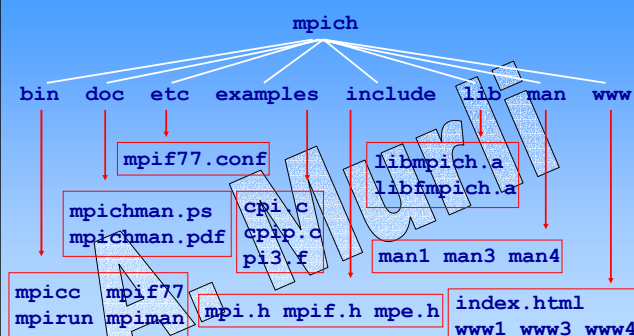 mpich
bin doc etc examples include lib man www
mpif77.conf
libmpich.a
libfmpich.a
mpichman.ps
mpichman.pdf
cpi.c
cpip.c
pi3.f
man1 man3 man4
mpicc mpif77
mpirun mpiman
mpi.h mpif.h mpe.h
index.html
www1 www3 www4
A. Murli